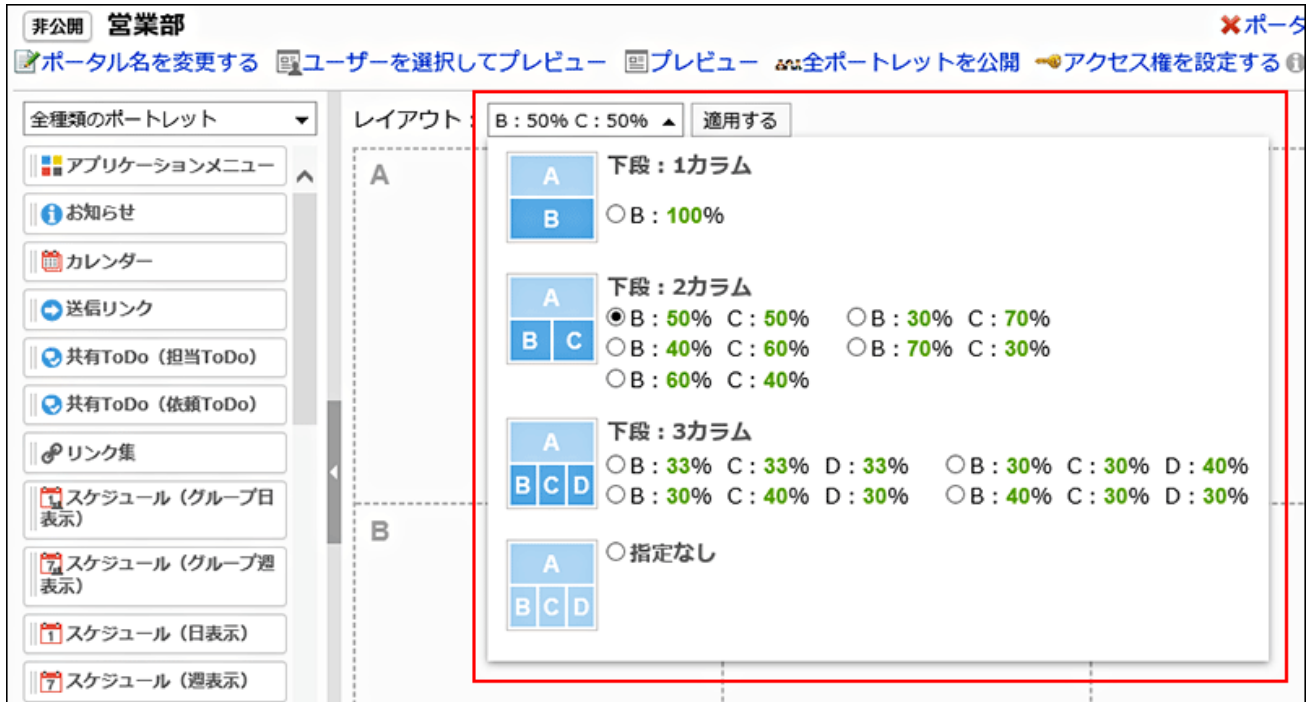 非公開 営業部
✖ポータ
ポータル名を変更する ユーザーを選択してプレビュー プレビュー 全ポートレットを公開 アクセス権を設定する
全種類のポートレット
アプリケーションメニュー
お知らせ
カレンダー
送信リンク
共有ToDo（担当ToDo）
共有ToDo（依頼ToDo）
リンク集
スケジュール（グループ日
表示）
スケジュール（グループ週
表示）
スケジュール（日表示）
スケジュール（週表示）
レイアウト： B：50% C：50% ▲ 適用する
A
B
A
B
下段：1カラム
B：100%
A
B C
下段：2カラム
B：50% C：50% B：30% C：70%
B：40% C：60% B：70% C：30%
B：60% C：40%
A
B C D
下段：3カラム
B：33% C：33% D：33% B：30% C：30% D：40%
B：30% C：40% D：30% B：40% C：30% D：30%
A
B C D
指定なし